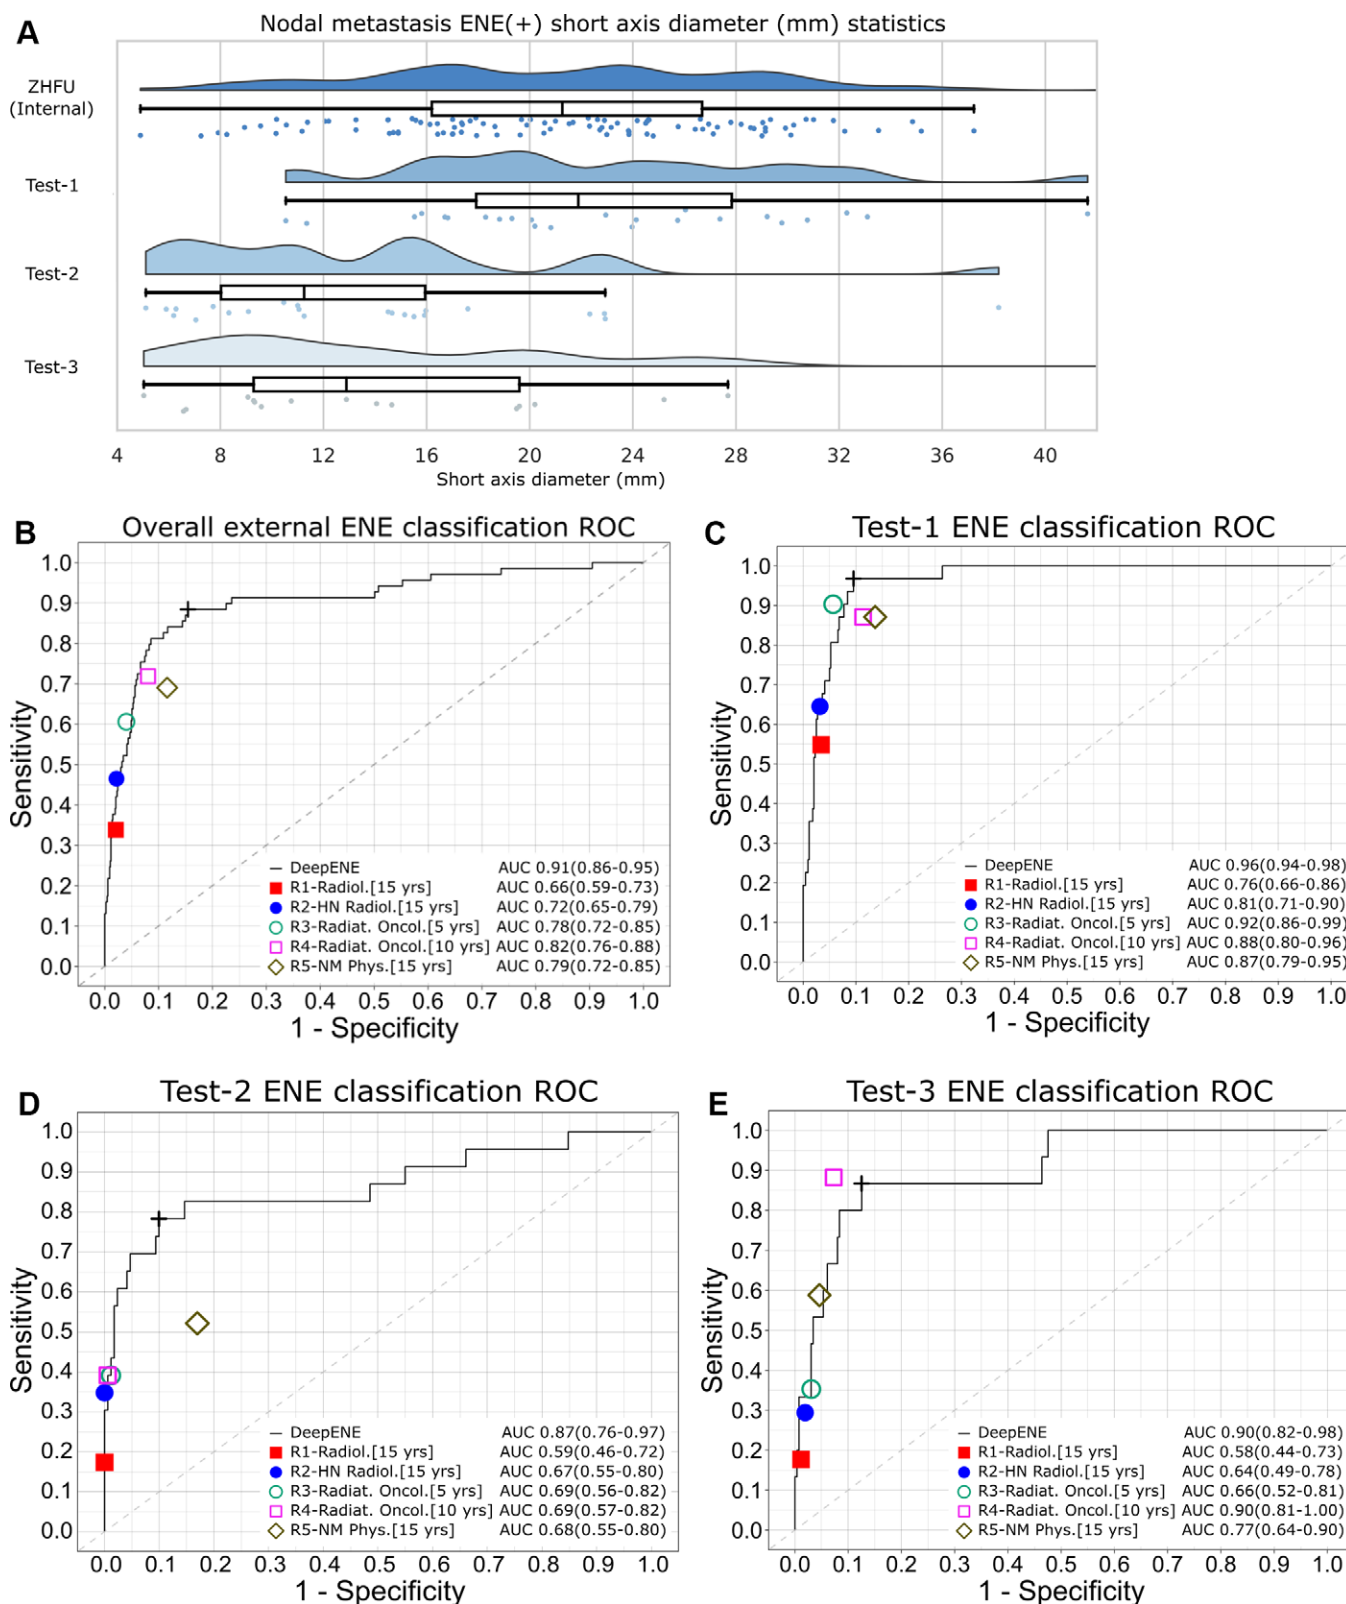 A
Nodal metastasis ENE(+) short axis diameter (mm) statistics
ZHFU
(Internal)
Test-1
Test-2
Test-3
4 8 12 16 20 24 28 32 36 40
Short axis diameter (mm)
B
Overall external ENE classification ROC
1.0
0.9
0.8
0.7
0.6
0.5
0.4
0.3
0.2
0.1
0.0
Sensitivity
DeepENE AUC 0.91(0.86-0.95)
R1-Radiol.[15 yrs] AUC 0.66(0.59-0.73)
R2-HN Radiol.[15 yrs] AUC 0.72(0.65-0.79)
R3-Radiat. Oncol.[5 yrs] AUC 0.78(0.72-0.85)
R4-Radiat. Oncol.[10 yrs] AUC 0.82(0.76-0.88)
R5-NM Phys.[15 yrs] AUC 0.79(0.72-0.85)
0.0 0.1 0.2 0.3 0.4 0.5 0.6 0.7 0.8 0.9 1.0
1 - Specificity
C
Test-1 ENE classification ROC
1.0
0.9
0.8
0.7
0.6
0.5
0.4
0.3
0.2
0.1
0.0
Sensitivity
DeepENE AUC 0.96(0.94-0.98)
R1-Radiol.[15 yrs] AUC 0.76(0.66-0.86)
R2-HN Radiol.[15 yrs] AUC 0.81(0.71-0.90)
R3-Radiat. Oncol.[5 yrs] AUC 0.92(0.86-0.99)
R4-Radiat. Oncol.[10 yrs] AUC 0.88(0.80-0.96)
R5-NM Phys.[15 yrs] AUC 0.87(0.79-0.95)
0.0 0.1 0.2 0.3 0.4 0.5 0.6 0.7 0.8 0.9 1.0
1 - Specificity
D
Test-2 ENE classification ROC
1.0
0.9
0.8
0.7
0.6
0.5
0.4
0.3
0.2
0.1
0.0
Sensitivity
DeepENE AUC 0.87(0.76-0.97)
R1-Radiol.[15 yrs] AUC 0.59(0.46-0.72)
R2-HN Radiol.[15 yrs] AUC 0.67(0.55-0.80)
R3-Radiat. Oncol.[5 yrs] AUC 0.69(0.56-0.82)
R4-Radiat. Oncol.[10 yrs] AUC 0.69(0.57-0.82)
R5-NM Phys.[15 yrs] AUC 0.68(0.55-0.80)
0.0 0.1 0.2 0.3 0.4 0.5 0.6 0.7 0.8 0.9 1.0
1 - Specificity
E
Test-3 ENE classification ROC
1.0
0.9
0.8
0.7
0.6
0.5
0.4
0.3
0.2
0.1
0.0
Sensitivity
DeepENE AUC 0.90(0.82-0.98)
R1-Radiol.[15 yrs] AUC 0.58(0.44-0.73)
R2-HN Radiol.[15 yrs] AUC 0.64(0.49-0.78)
R3-Radiat. Oncol.[5 yrs] AUC 0.66(0.52-0.81)
R4-Radiat. Oncol.[10 yrs] AUC 0.90(0.81-1.00)
R5-NM Phys.[15 yrs] AUC 0.77(0.64-0.90)
0.0 0.1 0.2 0.3 0.4 0.5 0.6 0.7 0.8 0.9 1.0
1 - Specificity